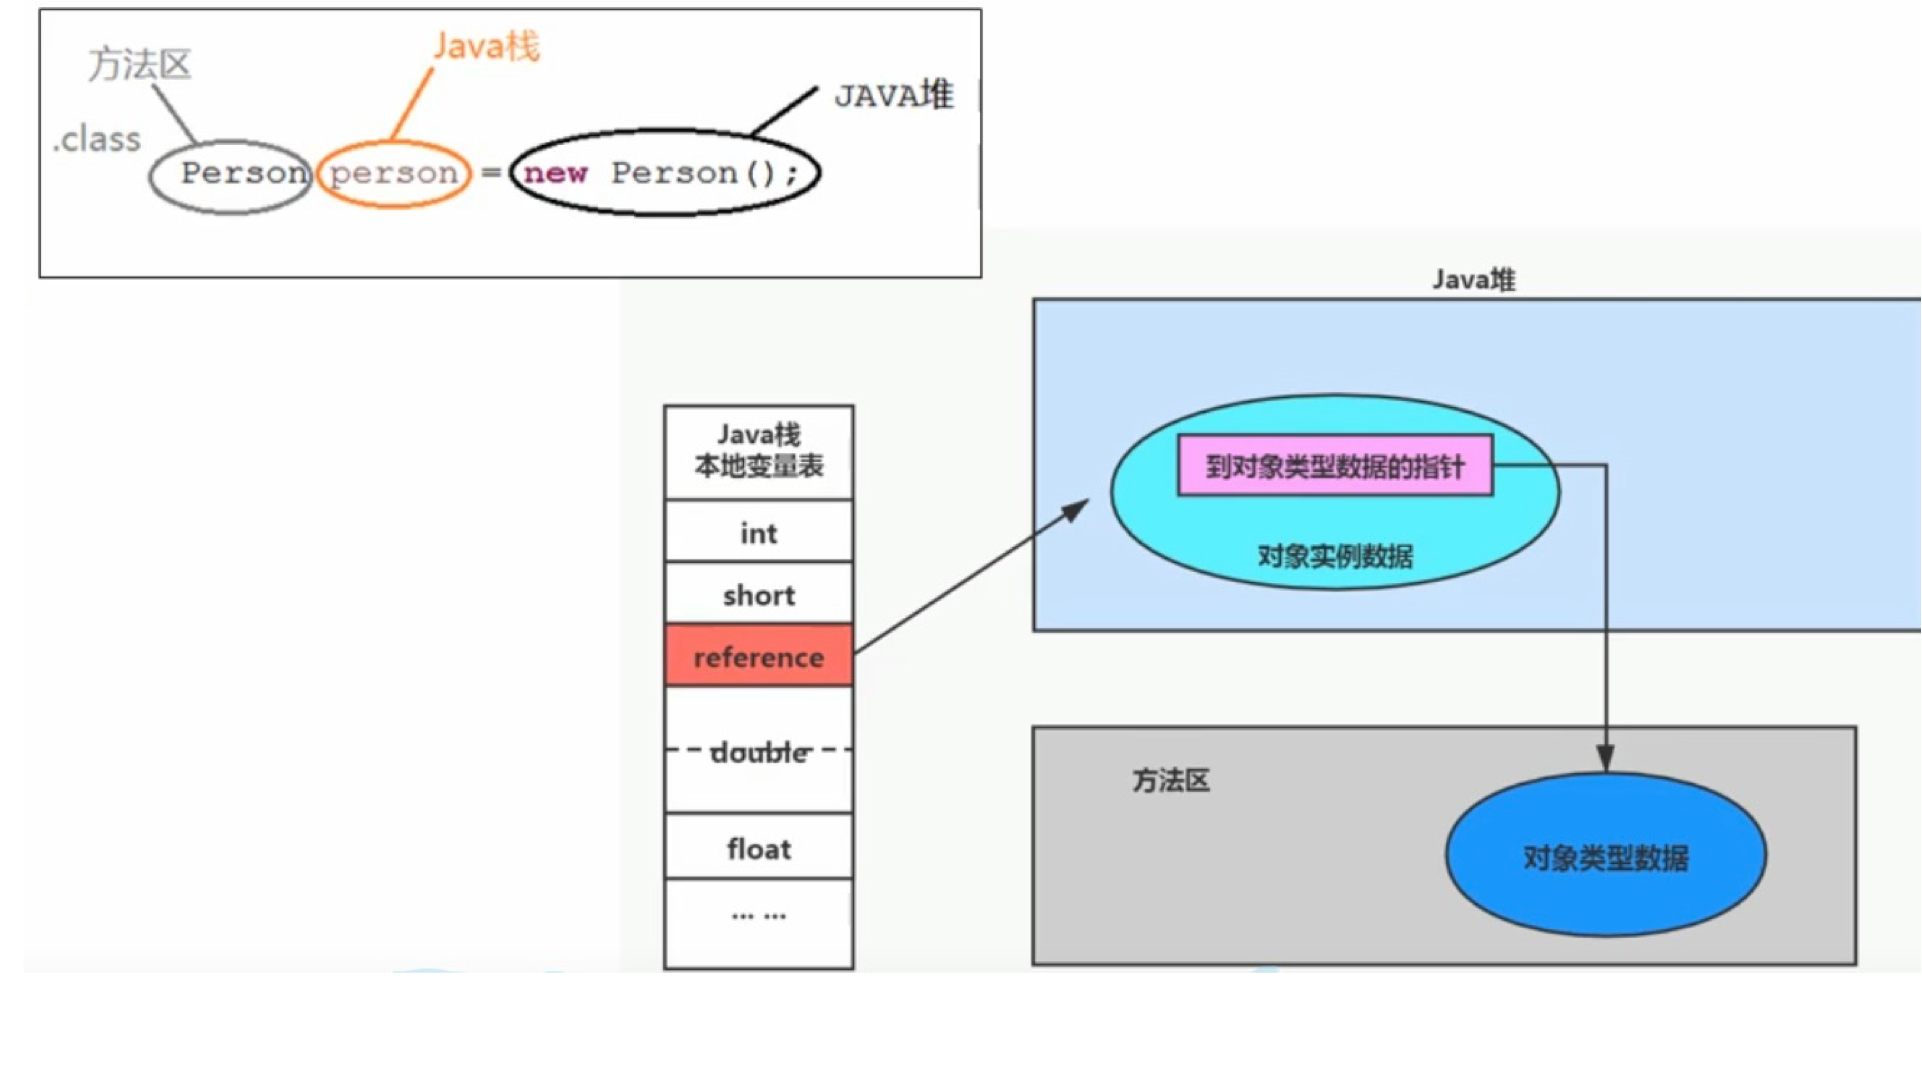 方法区
Java栈
JAVA堆
.class
Person person = new Person();
Java堆
Java栈
本地变量表
int
short
reference
double
float
... ...
到对象类型数据的指针
对象实例数据
方法区
对象类型数据